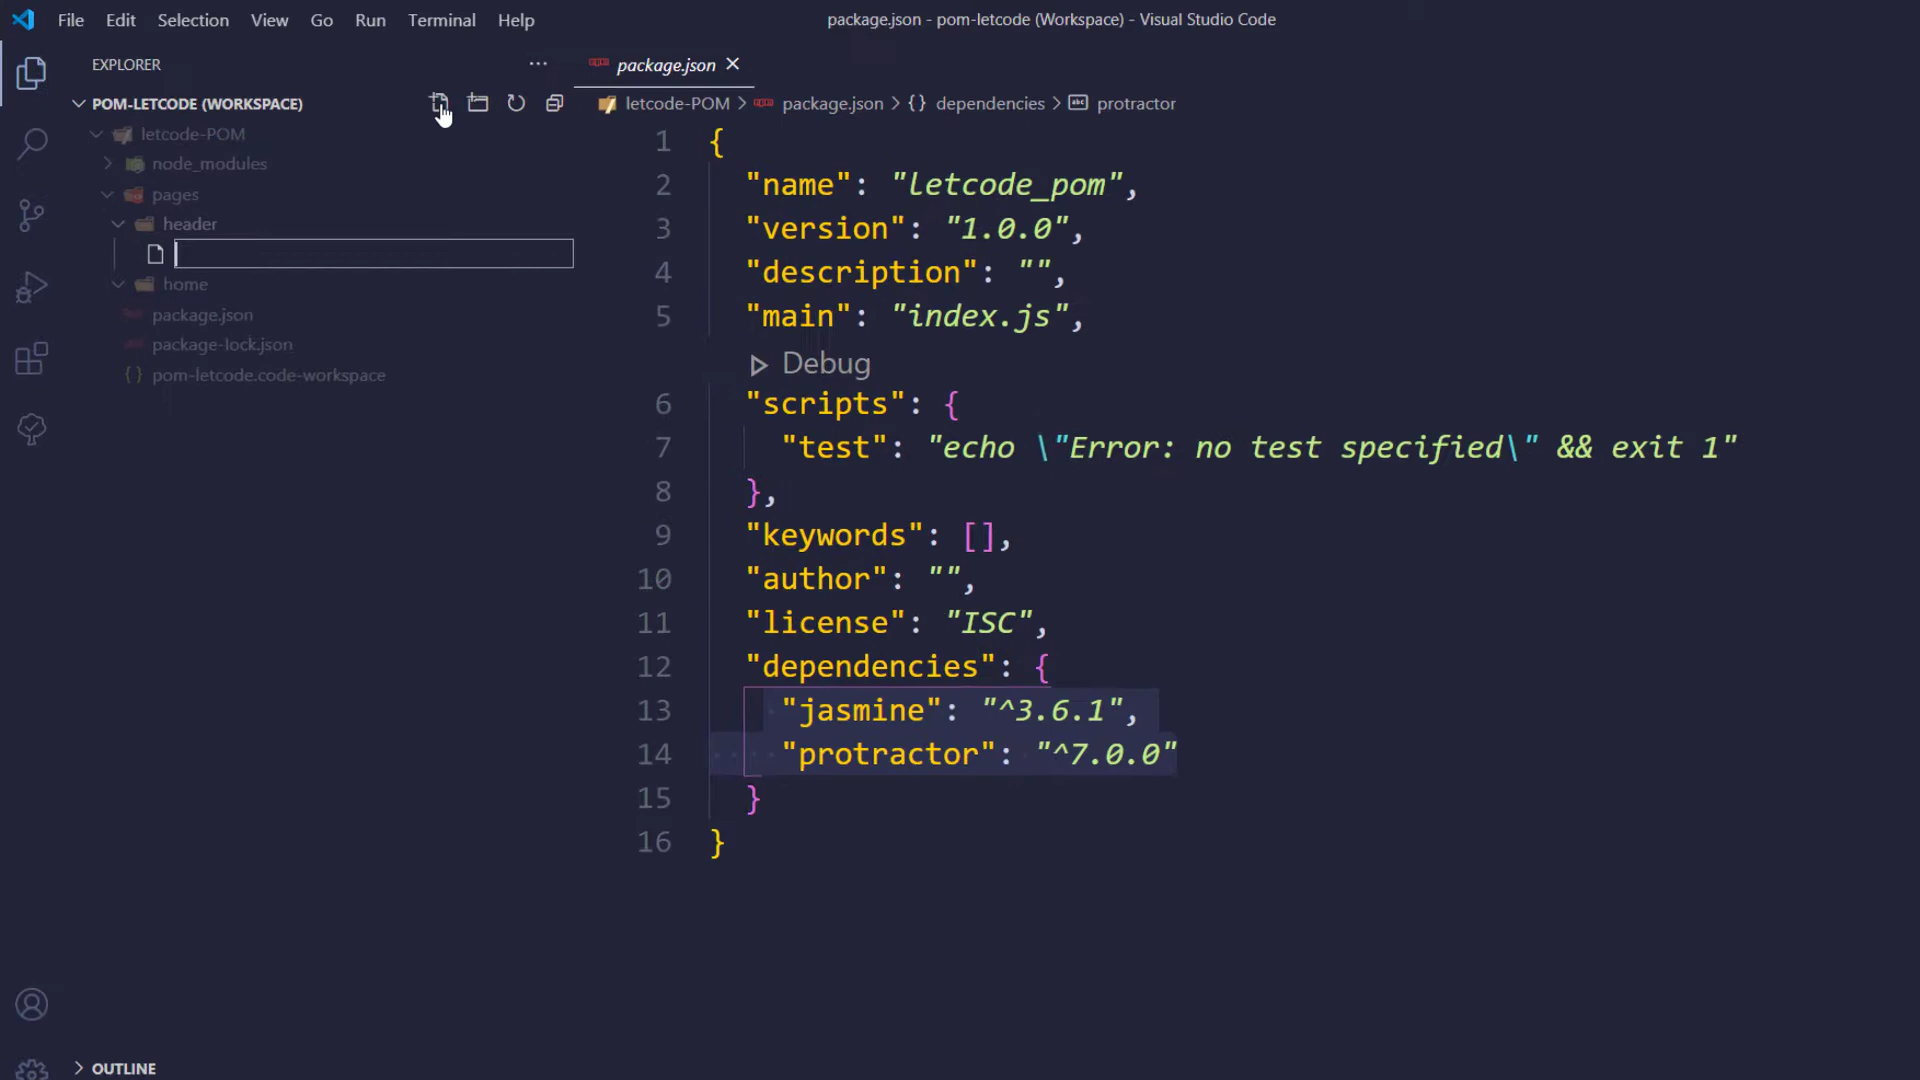 File Edit Selection View Go Run Terminal Help
package.json - pom-letcode (Workspace) - Visual Studio Code
EXPLORER
POM-LETCODE (WORKSPACE)
letcode-POM
node_modules
pages
header
home
package.json
package-lock.json
{} pom-letcode.code-workspace
OUTLINE
package.json
letcode-POM > package.json > {} dependencies > abc protractor
1 {
2 "name": "letcode_pom",
3 "version": "1.0.0",
4 "description": "",
5 "main": "index.js",
Debug
6 "scripts": {
7 "test": "echo \"Error: no test specified\" && exit 1"
8 },
9 "keywords": [],
10 "author": "",
11 "license": "ISC",
12 "dependencies": {
13 "jasmine": "^3.6.1",
14 "protractor": "^7.0.0"
15 }
16 }